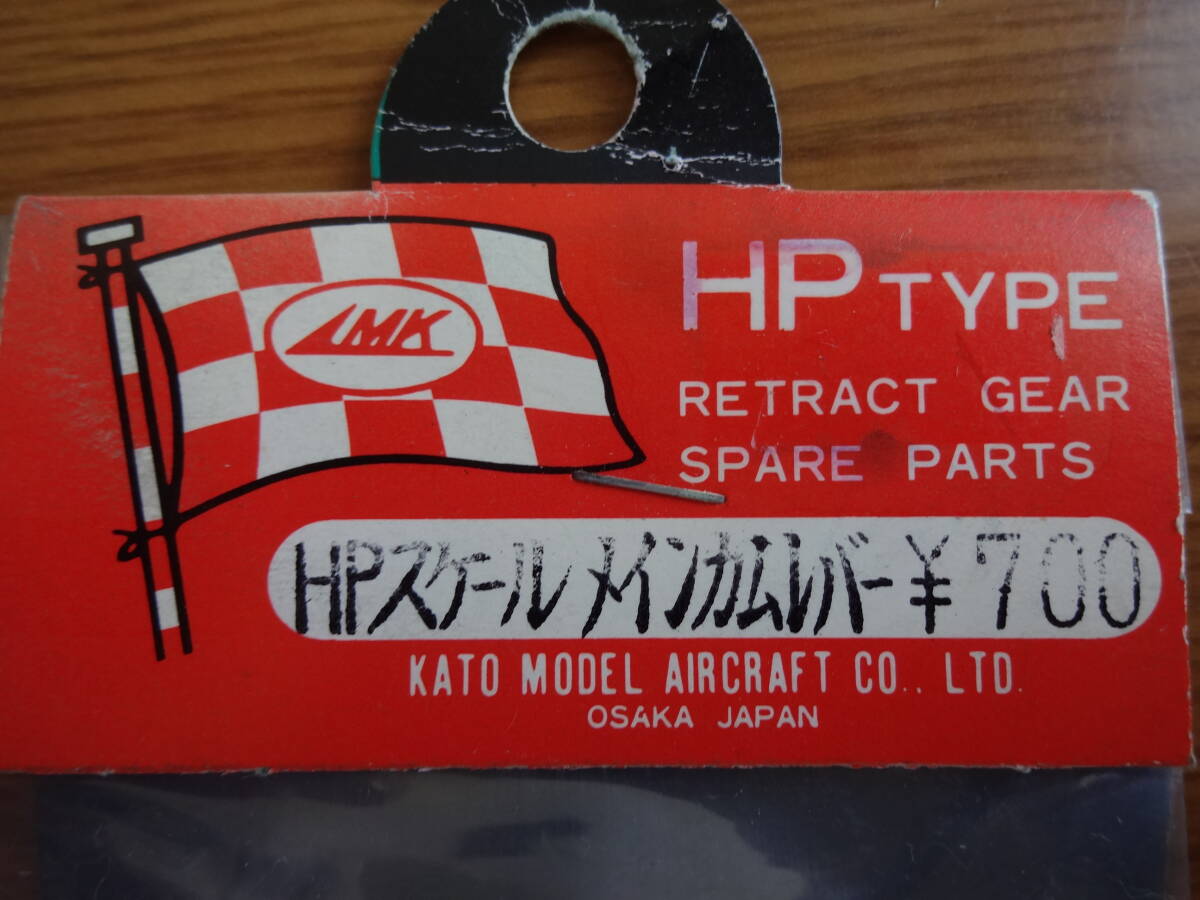 LMK
HP TYPE
RETRACT GEAR
SPARE PARTS
HPスケール メインカムレバー ¥700
KATO MODEL AIRCRAFT CO., LTD.
OSAKA JAPAN